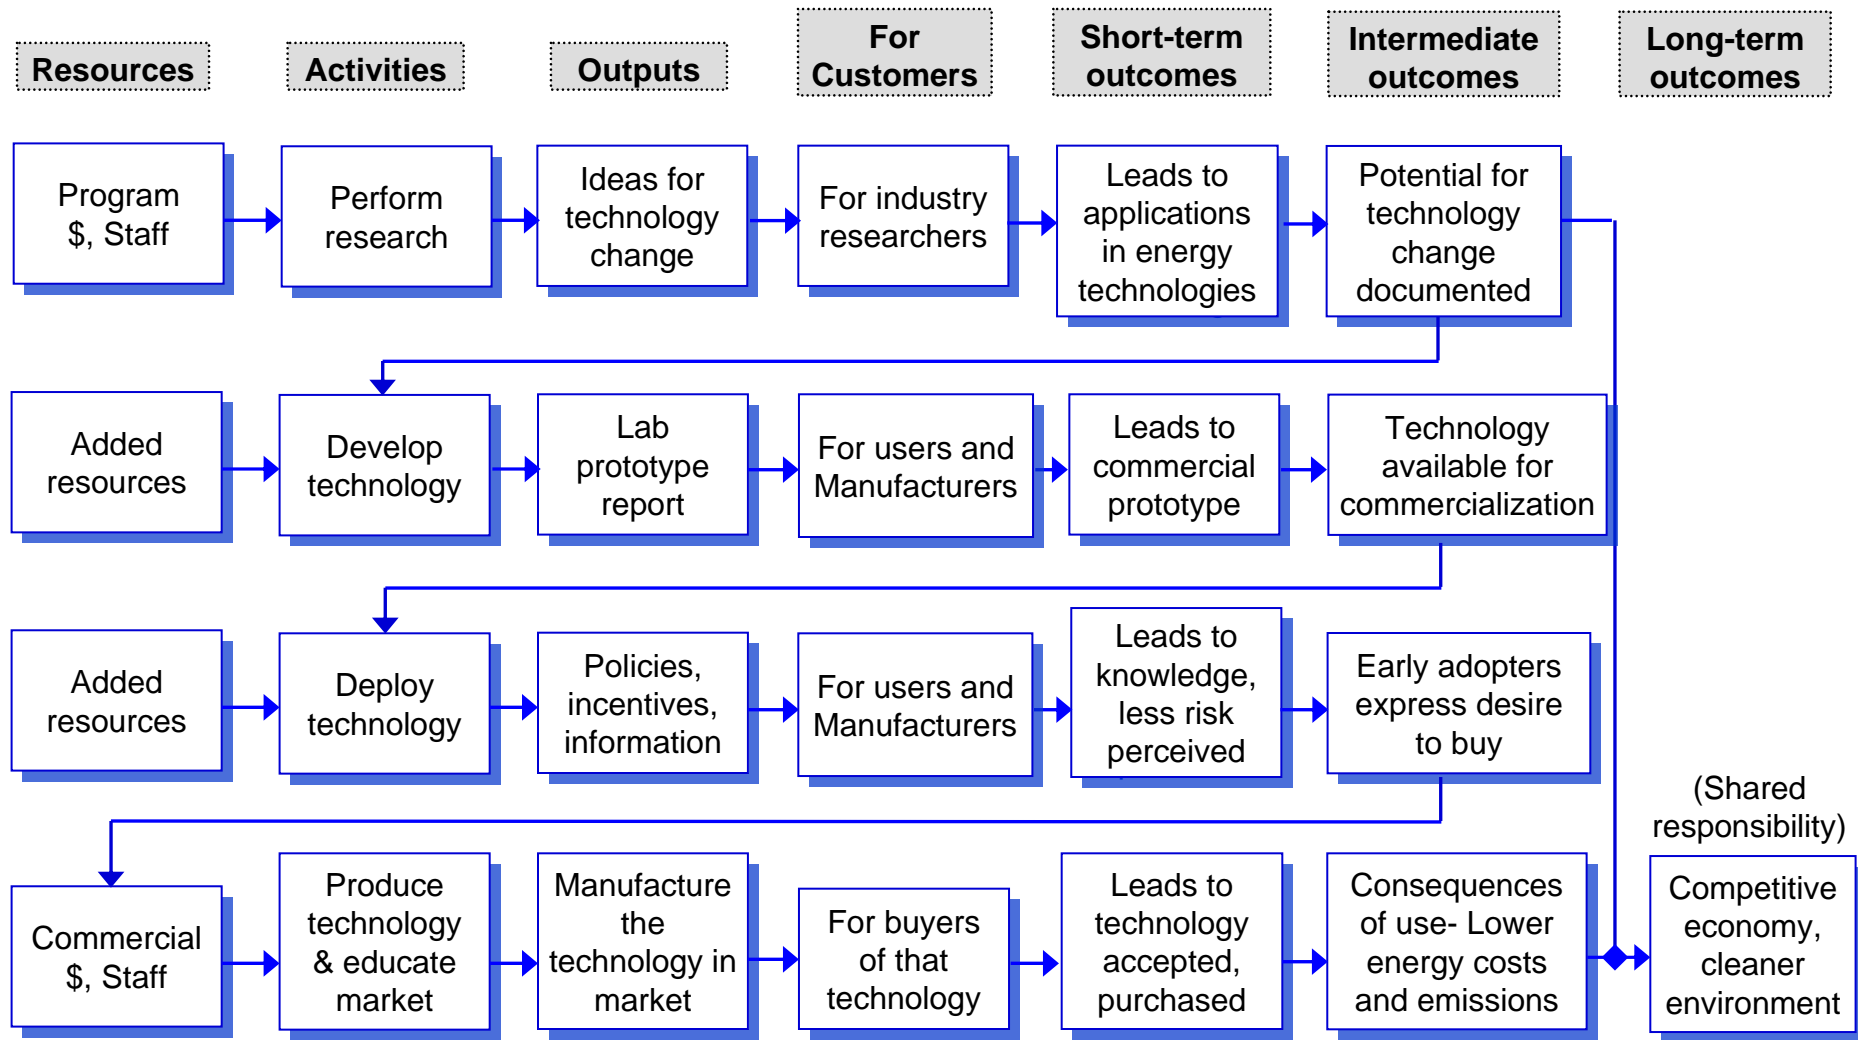 Resources
Activities
Outputs
For
Customers
Short-term
outcomes
Intermediate
outcomes
Long-term
outcomes
Program
$, Staff
Perform
research
Ideas for
technology
change
For industry
researchers
Leads to
applications
in energy
technologies
Potential for
technology
change
documented
Added
resources
Develop
technology
Lab
prototype
report
For users and
Manufacturers
Leads to
commercial
prototype
Technology
available for
commercialization
Added
resources
Deploy
technology
Policies,
incentives,
information
For users and
Manufacturers
Leads to
knowledge,
less risk
perceived
Early adopters
express desire
to buy
Commercial
$, Staff
Produce
technology
& educate
market
Manufacture
the
technology in
market
For buyers
of that
technology
Leads to
technology
accepted,
purchased
Consequences
of use- Lower
energy costs
and emissions
(Shared
responsibility)
Competitive
economy,
cleaner
environment